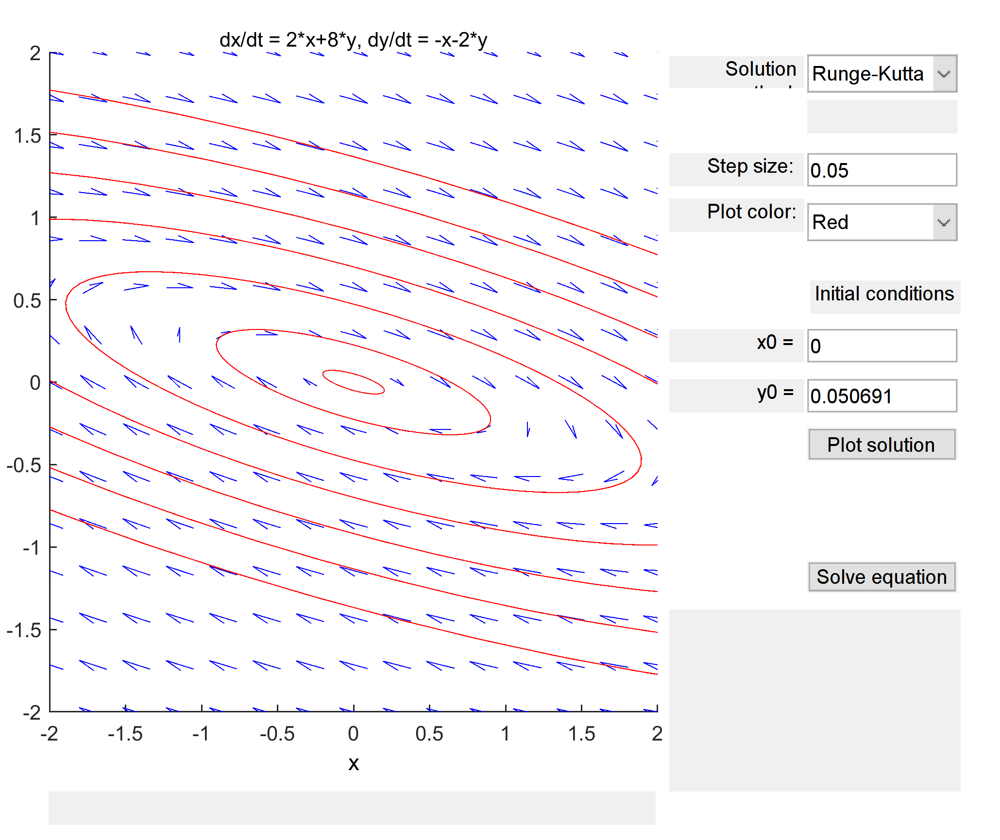 dx/dt = 2*x+8*y, dy/dt = -x-2*y
2
1.5
1
0.5
0
-0.5
-1
-1.5
-2
-2
-1.5
-1
-0.5
0
0.5
1
1.5
2
x
Solution
Runge-Kutta
Step size:
0.05
Plot color:
Red
Initial conditions
x0 =
0
y0 =
0.050691
Plot solution
Solve equation